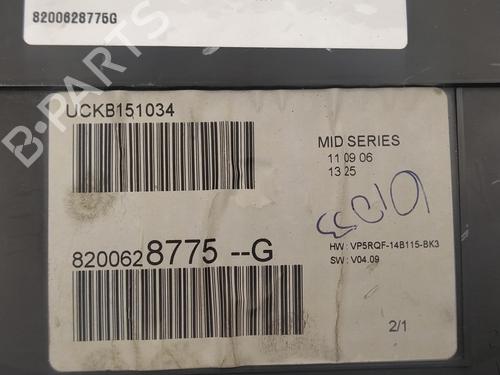 8200628775G
UCKB151034
MID SERIES
11 09 06
13 25
8200628775 --G
HW : VP5RQF-14B115-BK3
SW : V04.09
2/1
B-Parts